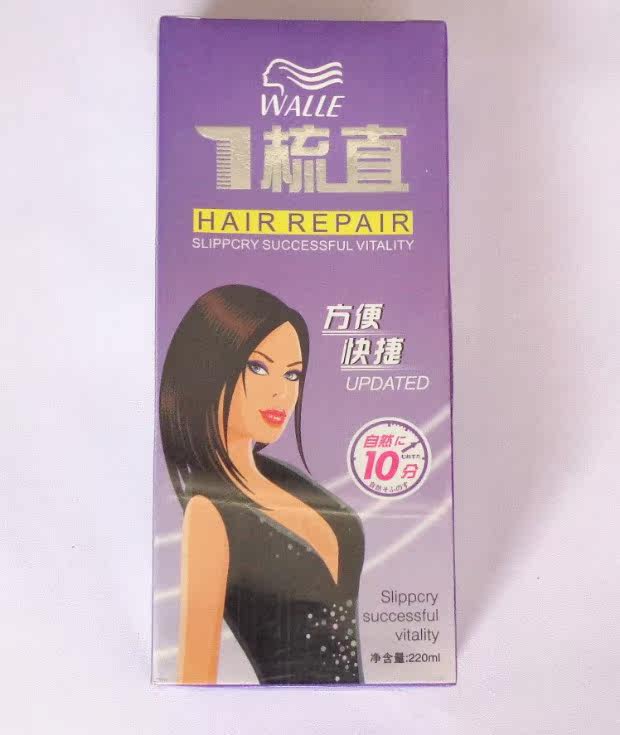 WALLE
1梳直
HAIR REPAIR
SLIPPCRY SUCCESSFUL VITALITY
方便
快捷
UPDATED
自然に
10分
Slippcry
successful
vitality
净含量:220ml